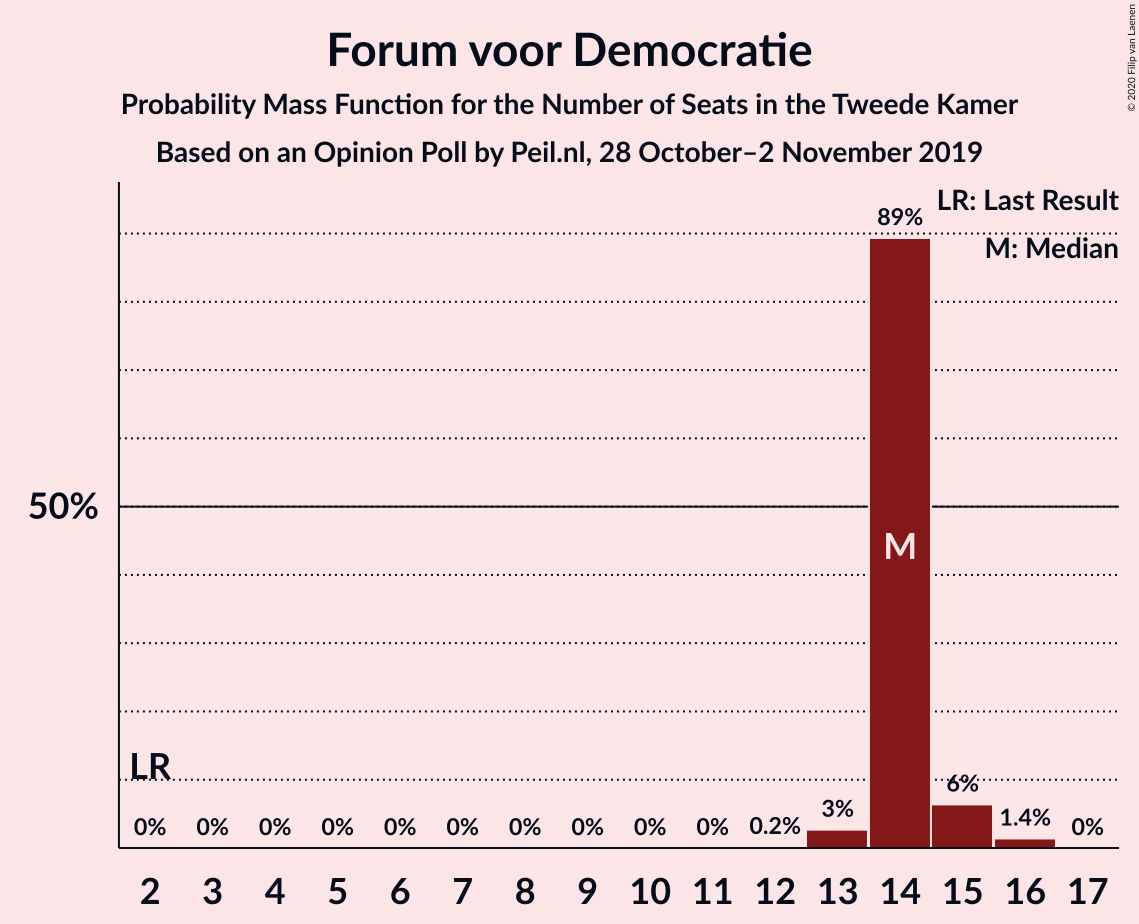 Forum voor Democratie
Probability Mass Function for the Number of Seats in the Tweede Kamer
Based on an Opinion Poll by Peil.nl, 28 October–2 November 2019
© 2020 Filip van Laenen
LR: Last Result
M: Median
89%
50%
M
LR
0% 0% 0% 0% 0% 0% 0% 0% 0% 0% 0.2% 3% 6% 1.4% 0%
2 3 4 5 6 7 8 9 10 11 12 13 14 15 16 17